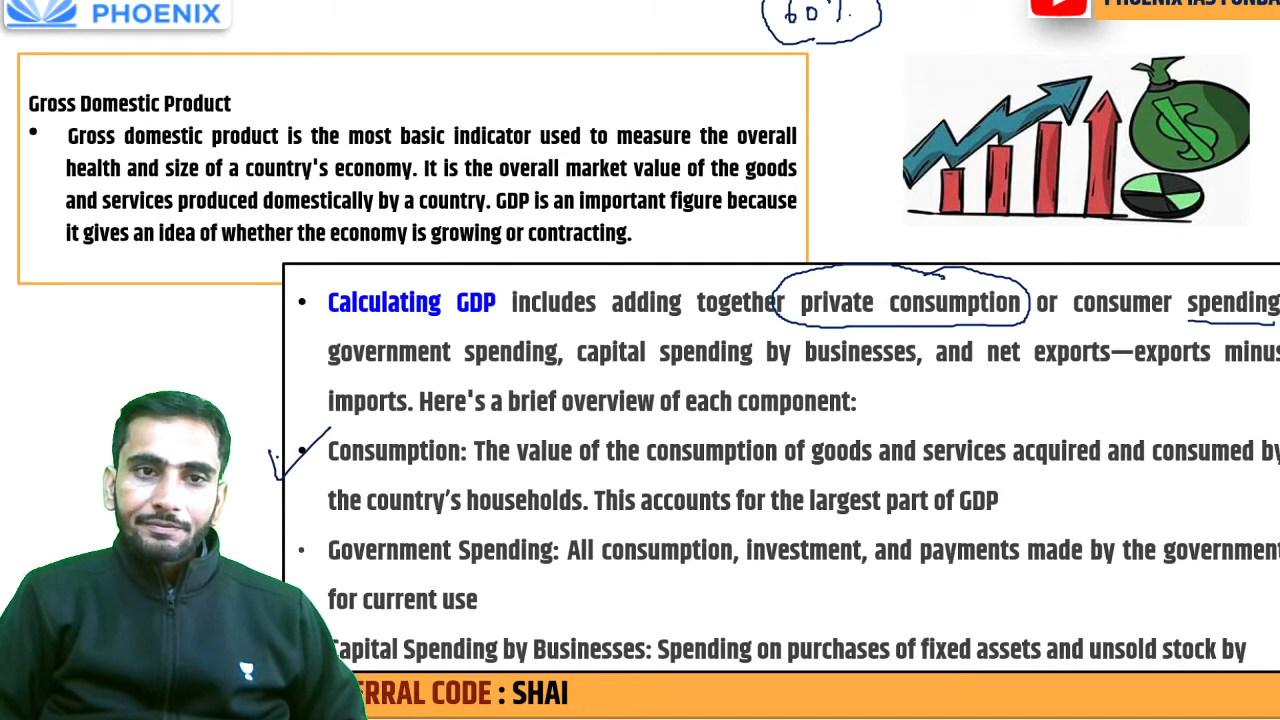 PHOENIX
60%
Gross Domestic Product
• Gross domestic product is the most basic indicator used to measure the overall
health and size of a country's economy. It is the overall market value of the goods
and services produced domestically by a country. GDP is an important figure because
it gives an idea of whether the economy is growing or contracting.
• Calculating GDP includes adding together private consumption or consumer spending
government spending, capital spending by businesses, and net exports—exports minus
imports. Here's a brief overview of each component:
• Consumption: The value of the consumption of goods and services acquired and consumed by
the country’s households. This accounts for the largest part of GDP
• Government Spending: All consumption, investment, and payments made by the government
for current use
Capital Spending by Businesses: Spending on purchases of fixed assets and unsold stock by
CODE : SHAI